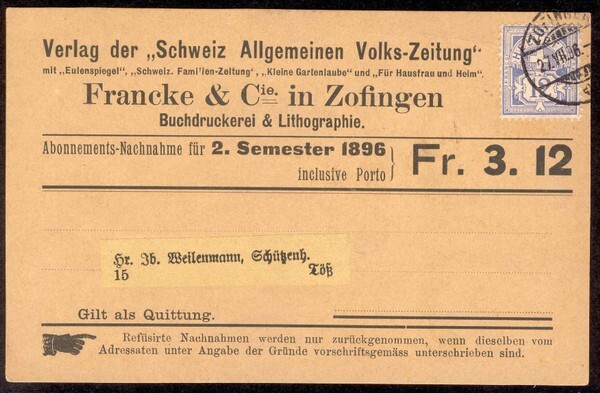 Verlag der „Schweiz Allgemeinen Volks-Zeitung“
mit „Eulenspiegel“, „Schweiz. Familien-Zeitung“, „Kleine Gartenlaube“ und „Für Hausfrau und Heim“.
Francke & Cie. in Zofingen
Buchdruckerei & Lithographie.
Abonnements-Nachnahme für 2. Semester 1896
inclusive Porto
Fr. 3. 12
12
Hr. Jb. Weilenmann, Schützenh.
15 Töß
Gilt als Quittung.
Refüsirte Nachnahmen werden nur zurückgenommen, wenn dieselben vom
Adressaten unter Angabe der Gründe vorschriftsgemäss unterschrieben sind.